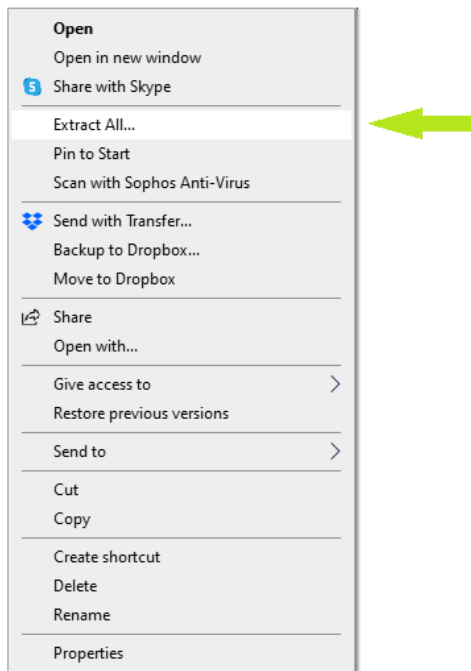 Open
Open in new window
Share with Skype
Extract All...
Pin to Start
Scan with Sophos Anti-Virus
Send with Transfer...
Backup to Dropbox...
Move to Dropbox
Share
Open with...
Give access to
Restore previous versions
Send to
Cut
Copy
Create shortcut
Delete
Rename
Properties